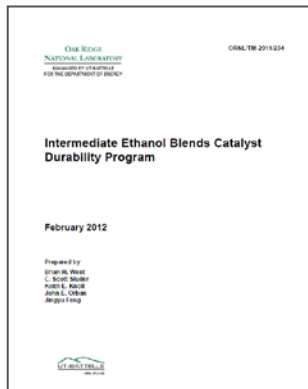 OAK RIDGE
NATIONAL LABORATORY
MANAGED BY UT-BATTELLE
FOR THE DEPARTMENT OF ENERGY
ORNL/TM-2011/234
Intermediate Ethanol Blends Catalyst
Durability Program
February 2012
Prepared by
Brian H. West
C. Scott Sluder
Keith E. Knoll
John E. Orban
Jingyu Feng
UT-BATTELLE